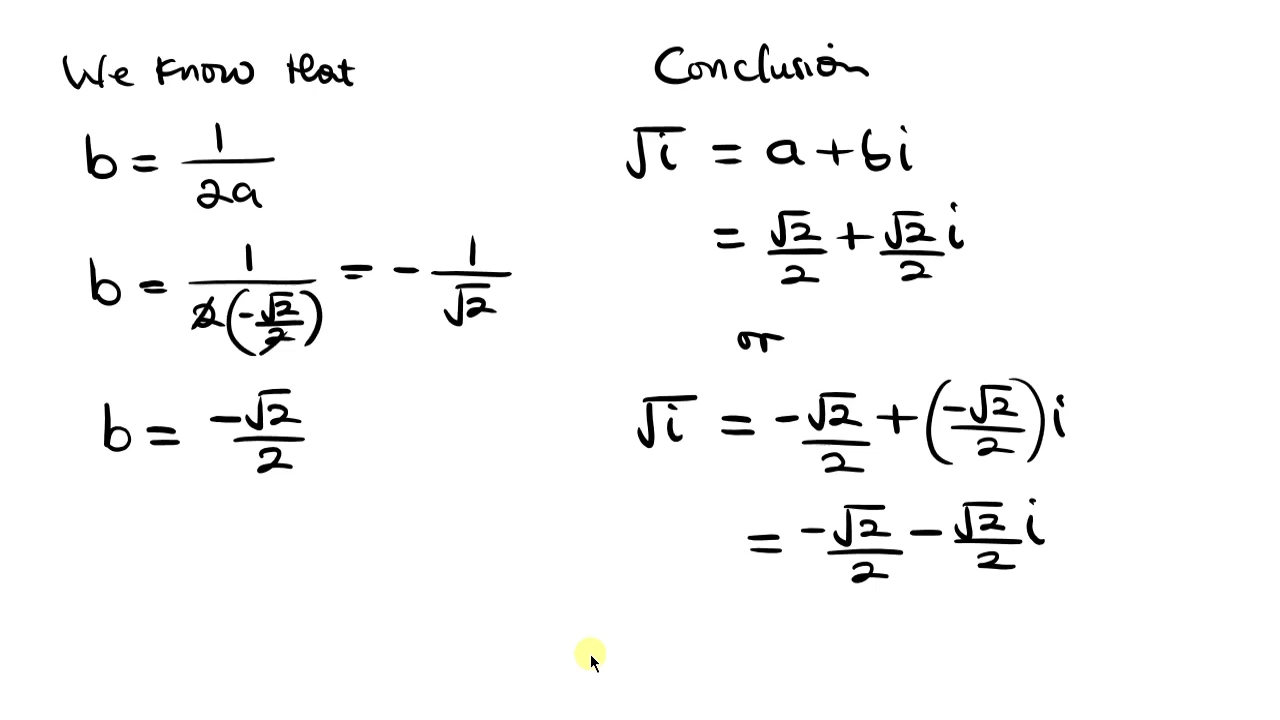 We know that
b = 1/2a
b = 1/(2(-√2/2)) = - 1/√2
b = -√2/2
Conclusion
√i = a + bi
= √2/2 + √2/2 i
or
√i = -√2/2 + (-√2/2)i
= -√2/2 - √2/2 i